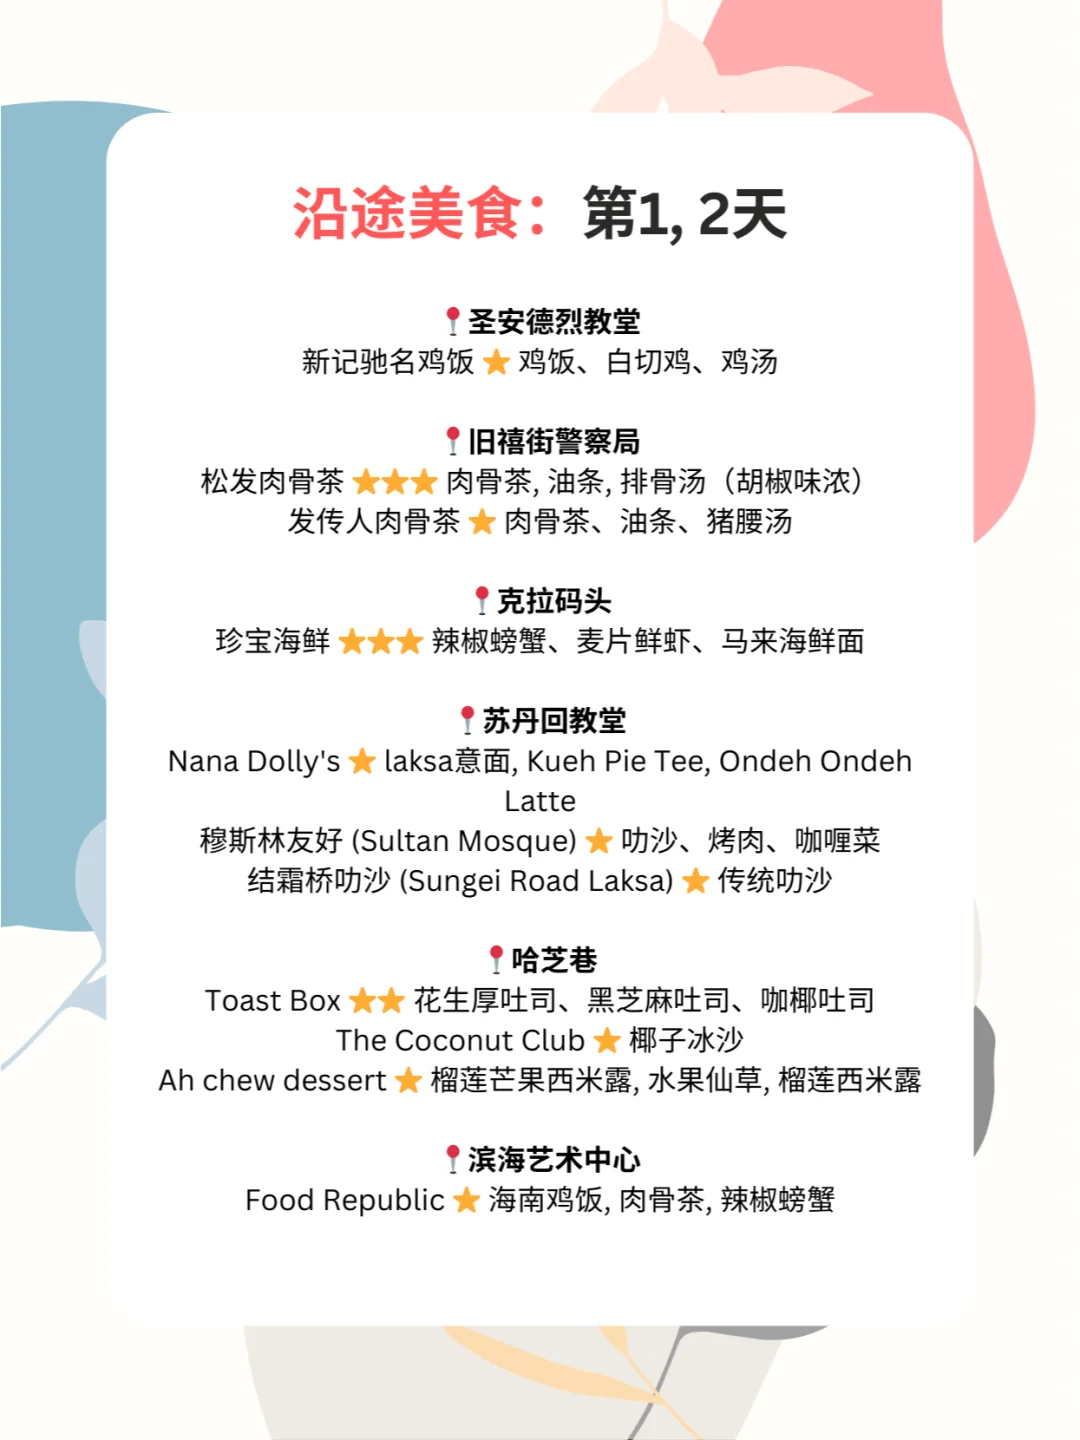 沿途美食：第1, 2天
📍圣安德烈教堂
新记驰名鸡饭 ⭐ 鸡饭、白切鸡、鸡汤
📍旧禧街警察局
松发肉骨茶 ⭐⭐⭐ 肉骨茶, 油条, 排骨汤（胡椒味浓）
发传人肉骨茶 ⭐ 肉骨茶、油条、猪腰汤
📍克拉码头
珍宝海鲜 ⭐⭐⭐ 辣椒螃蟹、麦片鲜虾、马来海鲜面
📍苏丹回教堂
Nana Dolly's ⭐ laksa意面, Kueh Pie Tee, Ondeh Ondeh
Latte
穆斯林友好 (Sultan Mosque) ⭐ 叻沙、烤肉、咖喱菜
结霜桥叻沙 (Sungei Road Laksa) ⭐ 传统叻沙
📍哈芝巷
Toast Box ⭐⭐ 花生厚吐司、黑芝麻吐司、咖椰吐司
The Coconut Club ⭐ 椰子冰沙
Ah chew dessert ⭐ 榴莲芒果西米露, 水果仙草, 榴莲西米露
📍滨海艺术中心
Food Republic ⭐ 海南鸡饭, 肉骨茶, 辣椒螃蟹